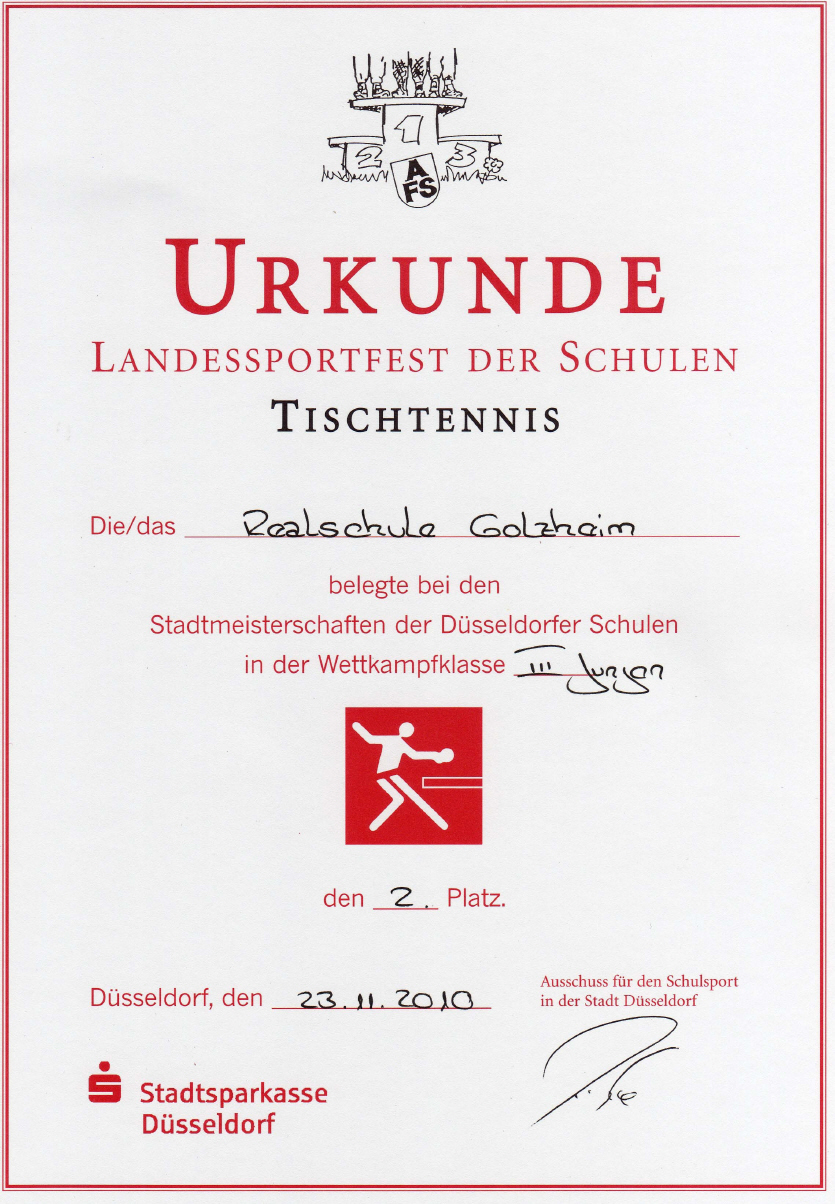 1
2 3
AFS
URKUNDE
LANDESSPORTFEST DER SCHULEN
TISCHTENNIS
Die/das Realschule Golzheim
belegte bei den
Stadtmeisterschaften der Düsseldorfer Schulen
in der Wettkampfklasse III Jungen
den 2. Platz.
Düsseldorf, den 23.11.2010
Ausschuss für den Schulsport
in der Stadt Düsseldorf
Stadtsparkasse
Düsseldorf